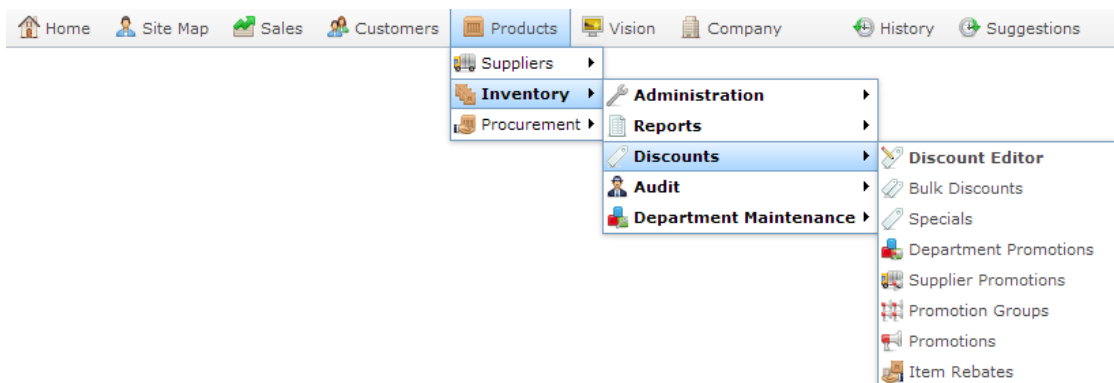 Home Site Map Sales Customers Products Vision Company History Suggestions
Suppliers
Inventory
Procurement
Administration
Reports
Discounts
Audit
Department Maintenance
Discount Editor
Bulk Discounts
Specials
Department Promotions
Supplier Promotions
Promotion Groups
Promotions
Item Rebates